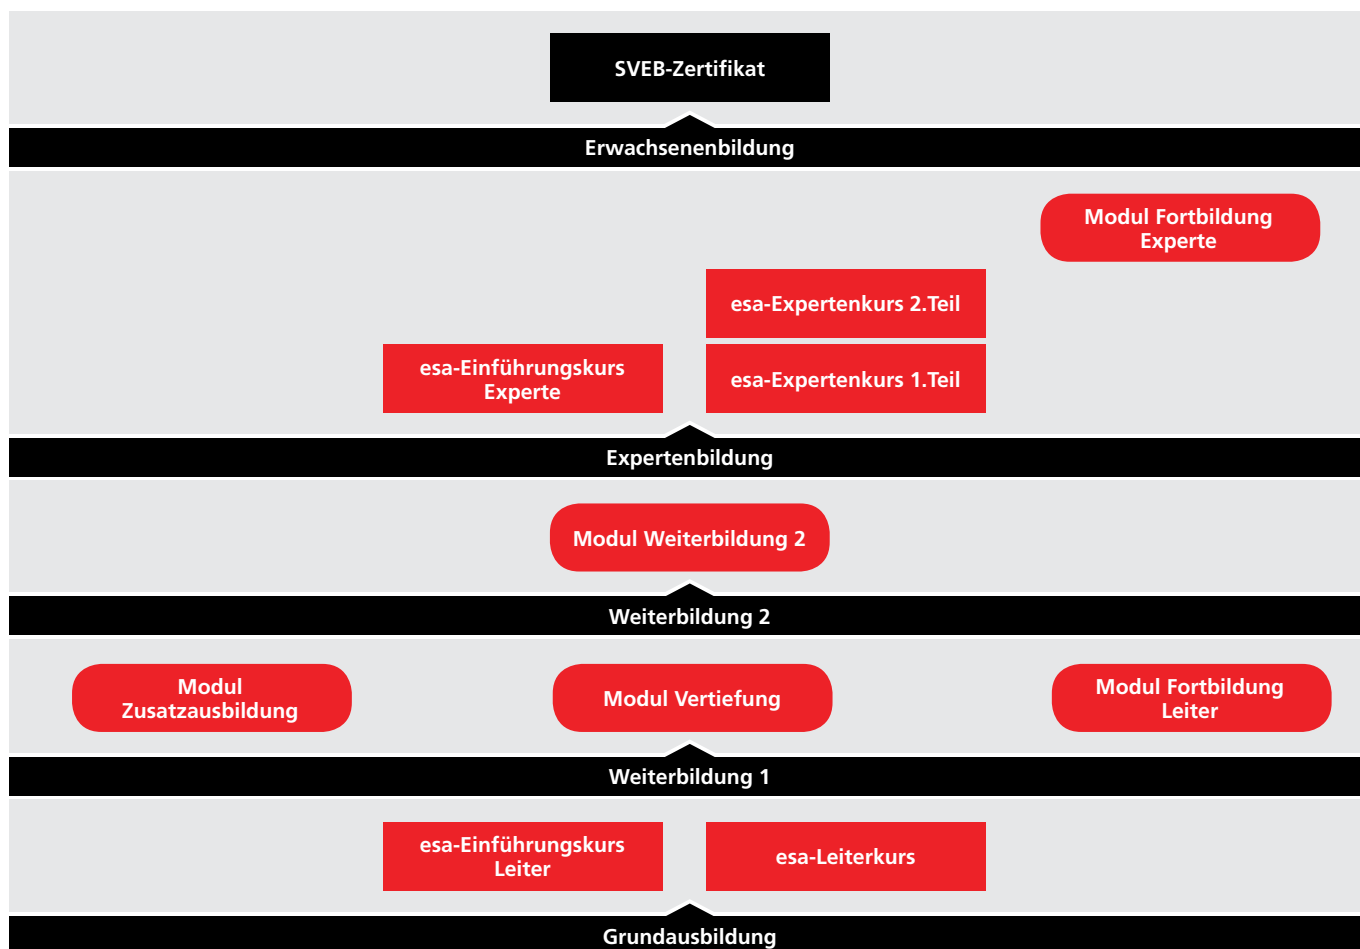 SVEB-Zertifikat
Erwachsenenbildung
Modul Fortbildung
Experte
esa-Expertenkurs 2.Teil
esa-Einführungskurs
Experte
esa-Expertenkurs 1.Teil
Expertenbildung
Modul Weiterbildung 2
Weiterbildung 2
Modul
Zusatzausbildung
Modul Vertiefung
Modul Fortbildung
Leiter
Weiterbildung 1
esa-Einführungskurs
Leiter
esa-Leiterkurs
Grundausbildung